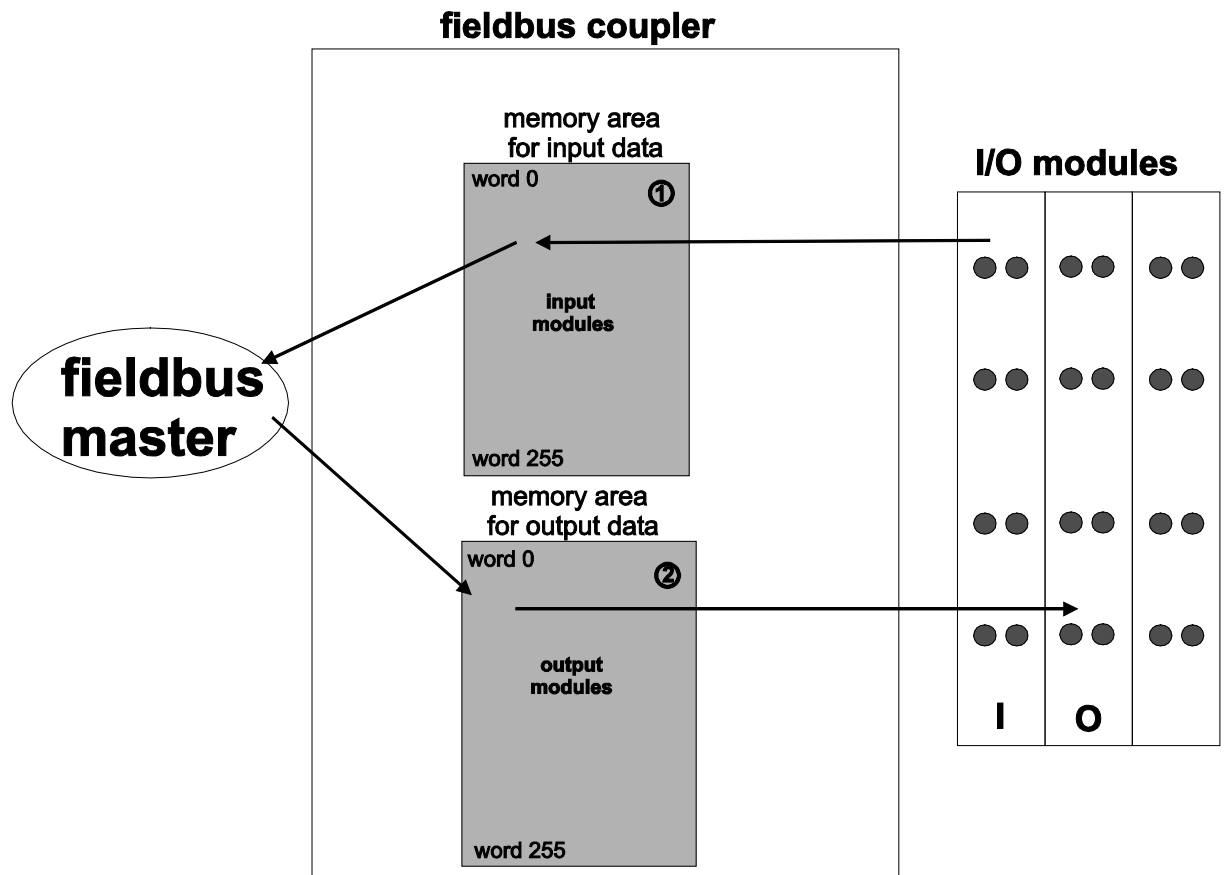 fieldbus coupler
memory area
for input data
word 0
①
input
modules
word 255
fieldbus
master
memory area
for output data
word 0
②
output
modules
word 255
I/O modules
I
O